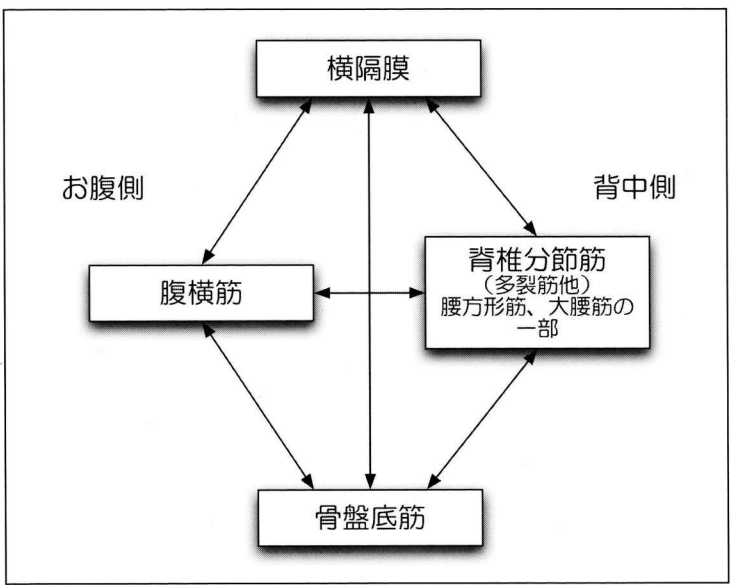 横隔膜
お腹側
背中側
腹横筋
脊椎分節筋
（多裂筋他）
腰方形筋、大腰筋の
一部
骨盤底筋